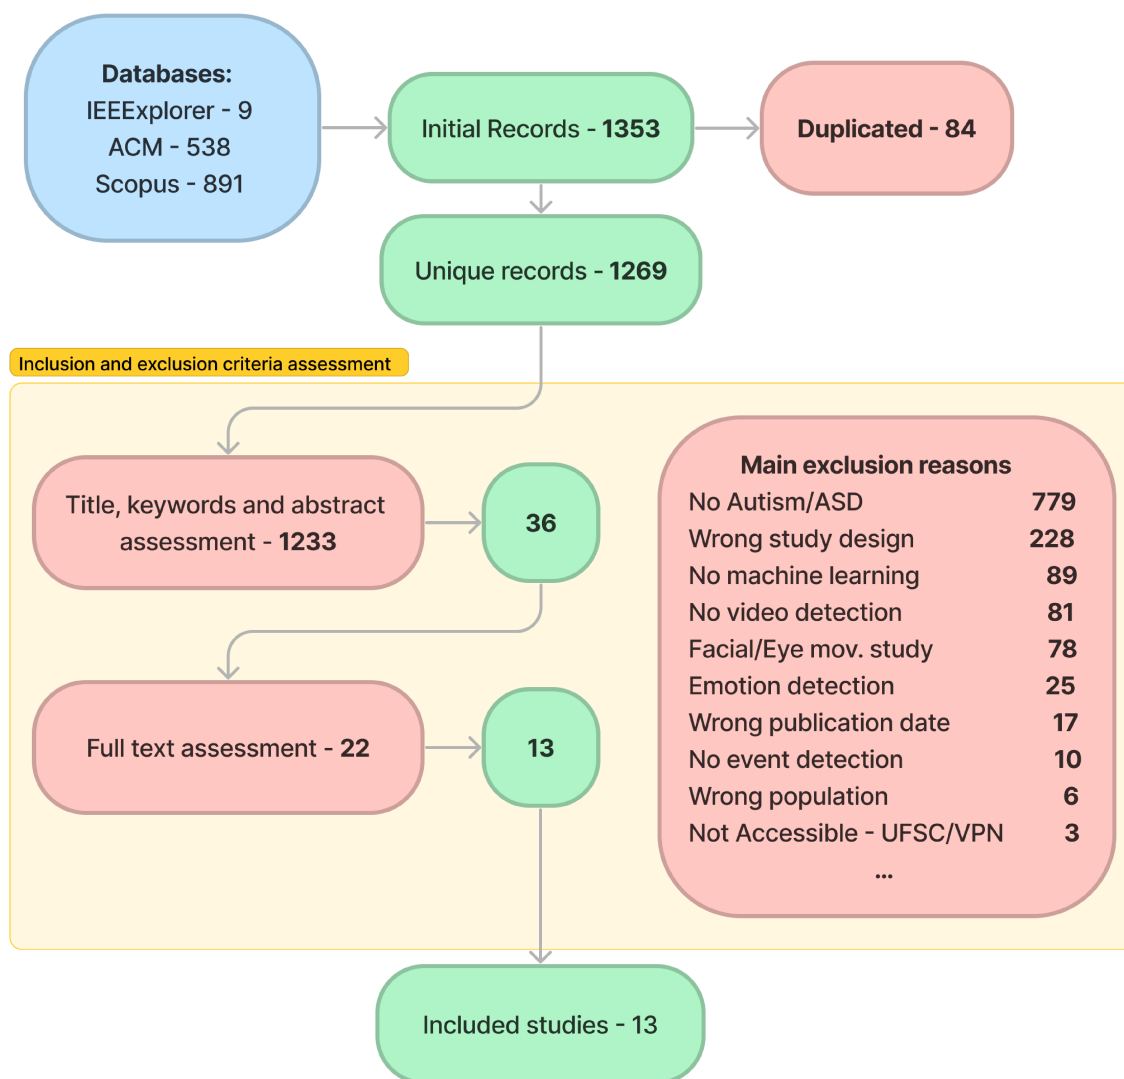 Databases:
IEEExplorer - 9
ACM - 538
Scopus - 891
Initial Records - 1353
Duplicated - 84
Unique records - 1269
Inclusion and exclusion criteria assessment
Title, keywords and abstract
assessment - 1233
36
Full text assessment - 22
13
Main exclusion reasons
No Autism/ASD 779
Wrong study design 228
No machine learning 89
No video detection 81
Facial/Eye mov. study 78
Emotion detection 25
Wrong publication date 17
No event detection 10
Wrong population 6
Not Accessible - UFSC/VPN 3
...
Included studies - 13